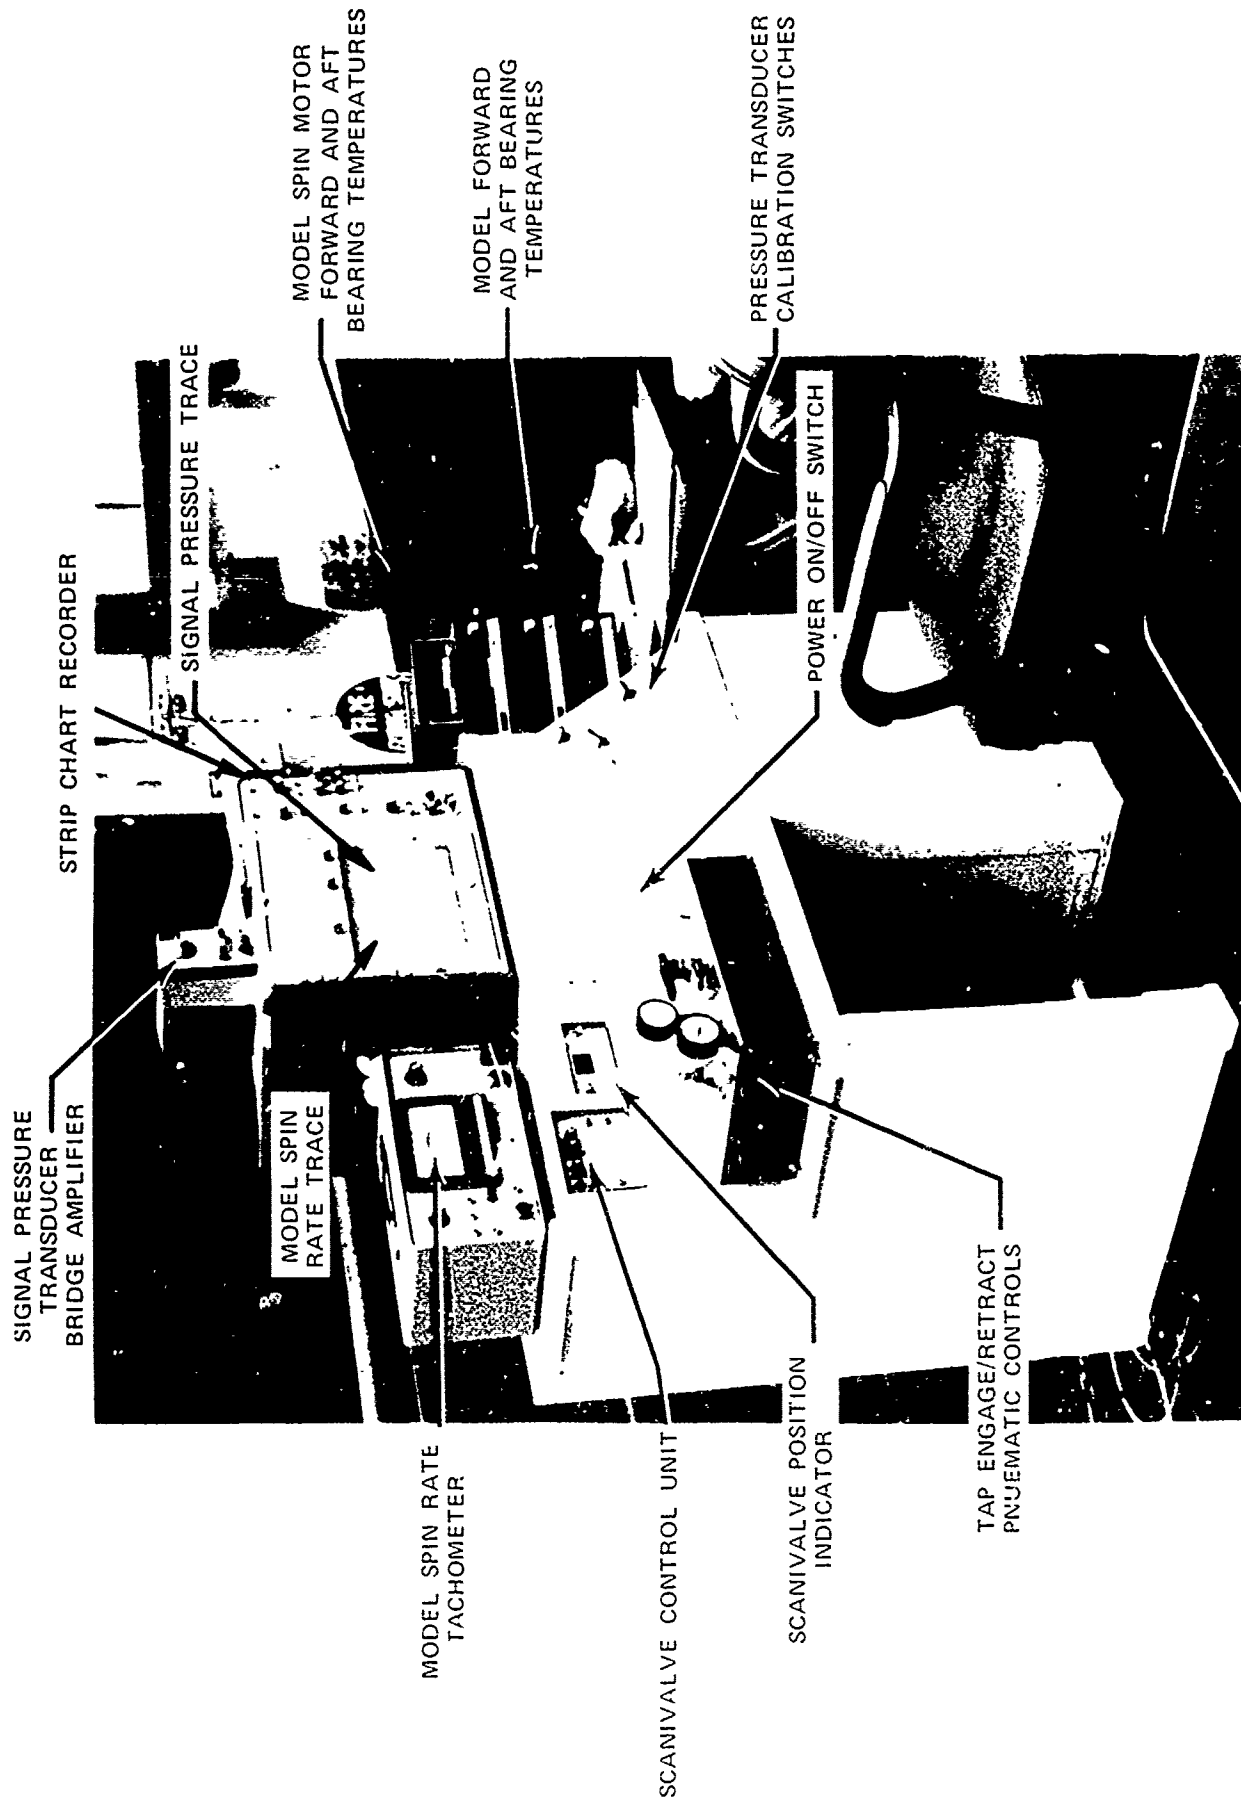 SIGNAL PRESSURE
TRANSDUCER
BRIDGE AMPLIFIER
STRIP CHART RECORDER
SIGNAL PRESSURE TRACE
MODEL SPIN
RATE TRACE
MODEL SPIN MOTOR
FORWARD AND AFT
BEARING TEMPERATURES
MODEL FORWARD
AND AFT BEARING
TEMPERATURES
PRESSURE TRANSDUCER
CALIBRATION SWITCHES
POWER ON/OFF SWITCH
MODEL SPIN RATE
TACHOMETER
SCANIVALVE CONTROL UNIT
SCANIVALVE POSITION
INDICATOR
TAP ENGAGE/RETRACT
PNUEMATIC CONTROLS